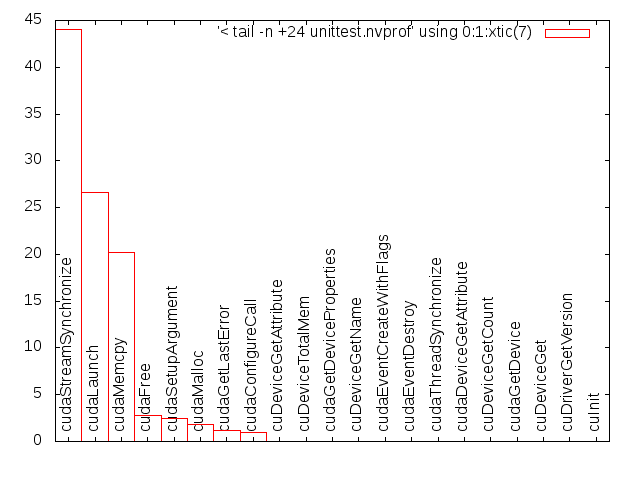 '< tail -n +24 unittest.nvprof' using 0:1:xtic(7)
45
40
35
30
25
20
15
10
5
0
cudaStreamSynchronize
cudaLaunch
cudaMemcpy
cudaFree
cudaSetupArgument
cudaMalloc
cudaGetLastError
cudaConfigureCall
cuDeviceGetAttribute
cuDeviceTotalMem
cudaGetDeviceProperties
cuDeviceGetName
cudaEventCreateWithFlags
cudaEventDestroy
cudaThreadSynchronize
cudaDeviceGetAttribute
cuDeviceGetCount
cudaGetDevice
cuDeviceGet
cuDriverGetVersion
cuInit